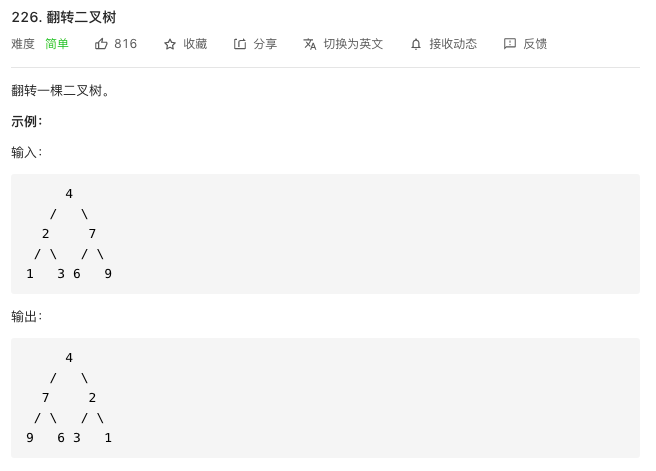 226. 翻转二叉树
难度 简单 816 收藏 分享 切换为英文 接收动态 反馈
翻转一棵二叉树。
示例：
输入：
      4
    /   \
   2     7
  / \   / \
 1   3 6   9
输出：
      4
    /   \
   7     2
  / \   / \
 9   6 3   1